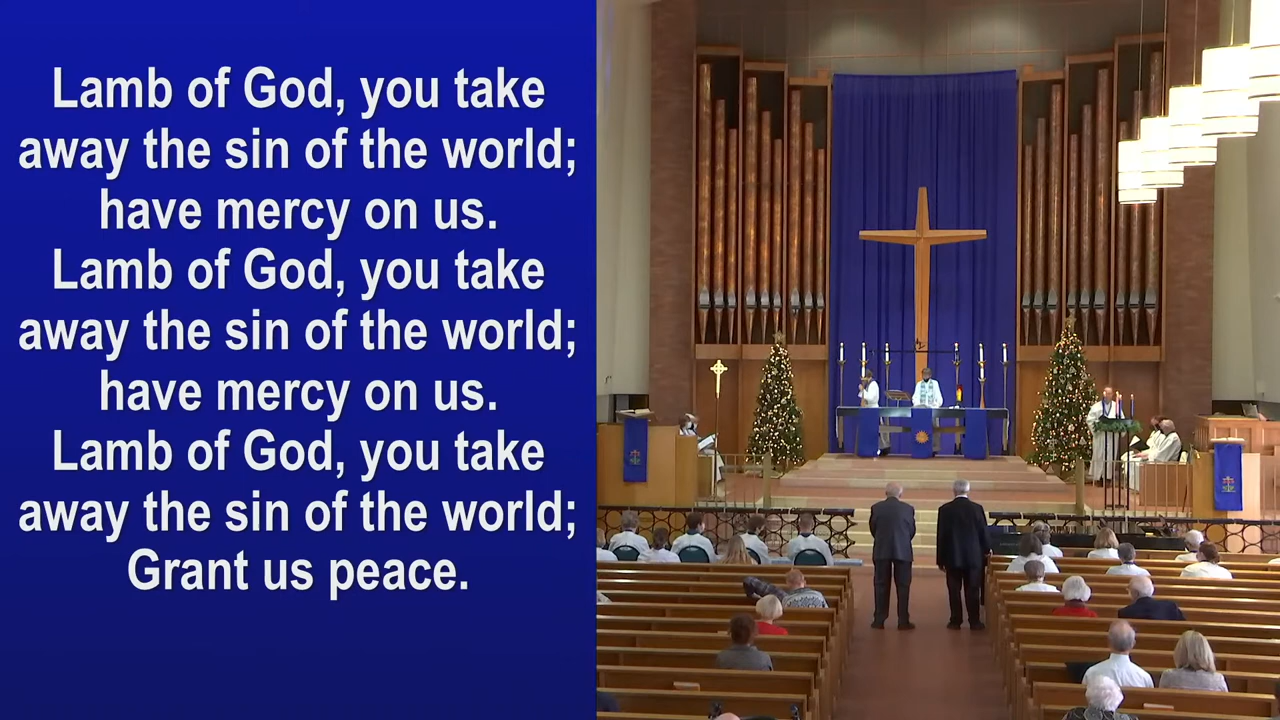 Lamb of God, you take
away the sin of the world;
have mercy on us.
Lamb of God, you take
away the sin of the world;
have mercy on us.
Lamb of God, you take
away the sin of the world;
Grant us peace.